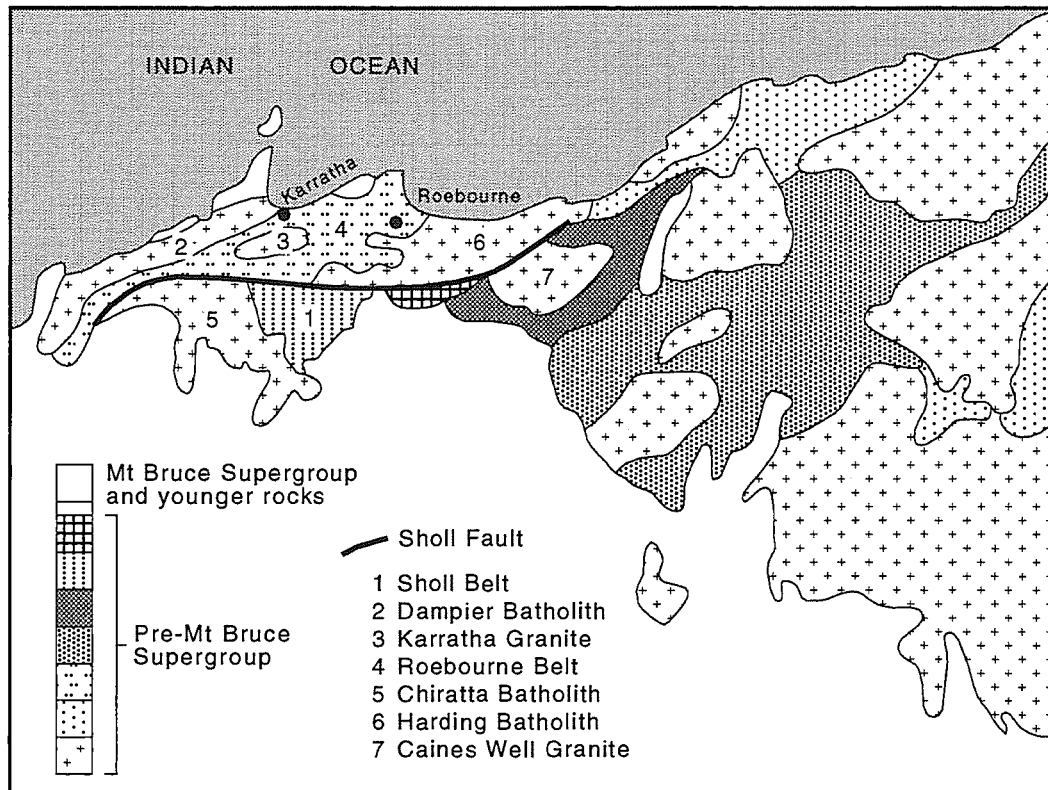 INDIAN OCEAN
Karratha
Roebourne
2
3
4
6
7
5
1
Mt Bruce Supergroup
and younger rocks
Pre-Mt Bruce
Supergroup
Sholl Fault
1 Sholl Belt
2 Dampier Batholith
3 Karratha Granite
4 Roebourne Belt
5 Chiratta Batholith
6 Harding Batholith
7 Caines Well Granite